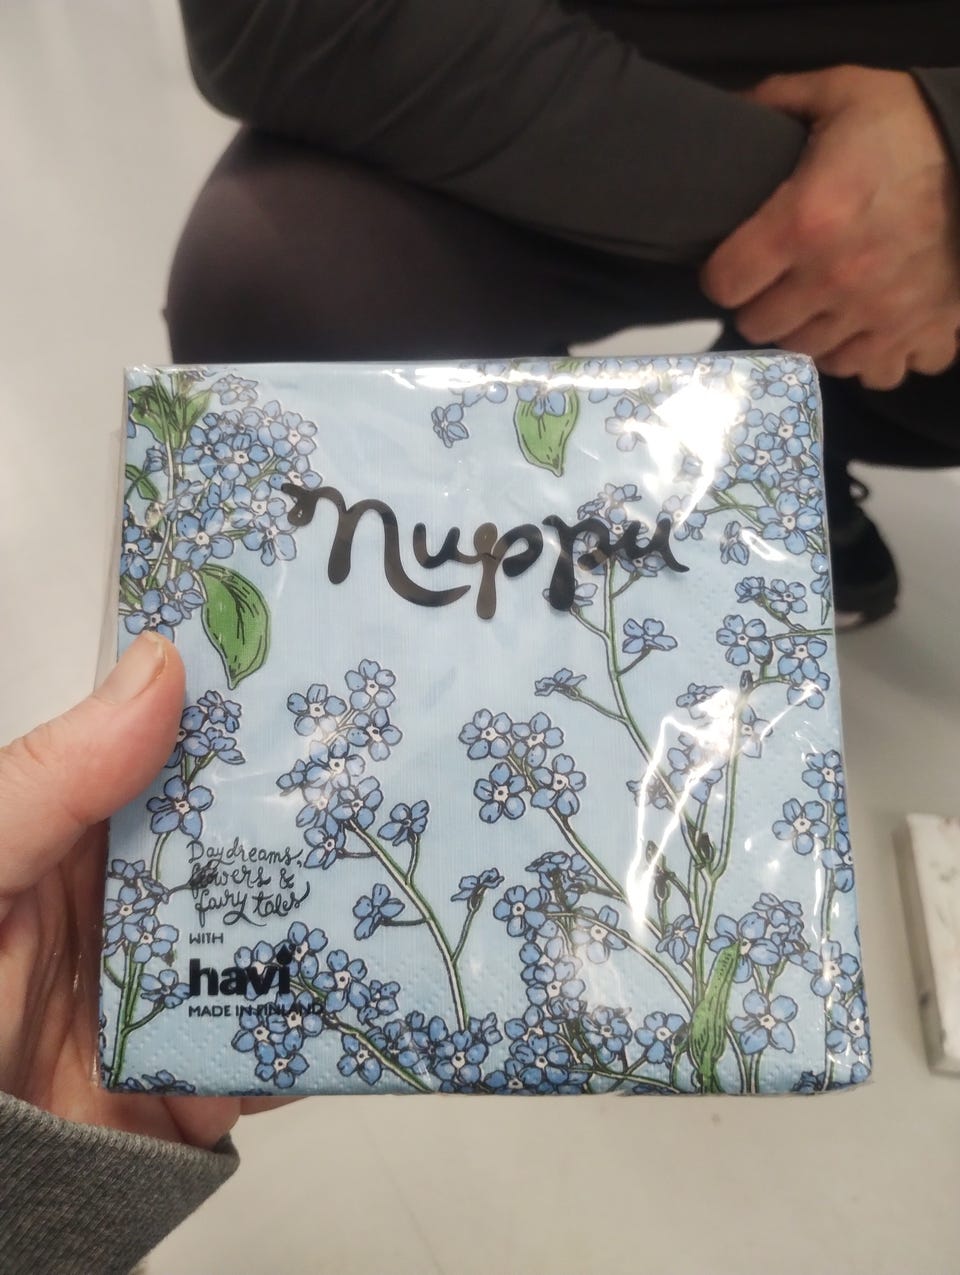 Nuppu
Daydreams,
flowers &
fairy tales
WITH
havi
MADE IN FINLAND